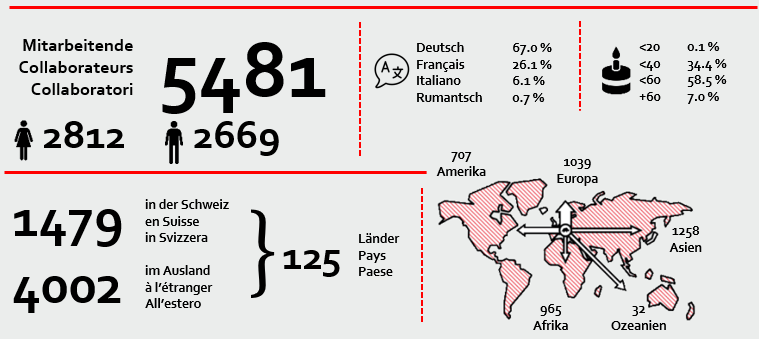 Mitarbeitende
Collaborateurs
Collaboratori
5481
2812
2669
Deutsch 67.0 %
Français 26.1 %
Italiano 6.1 %
Rumantsch 0.7 %
<20 0.1 %
<40 34.4 %
<60 58.5 %
+60 7.0 %
1479
in der Schweiz
en Suisse
in Svizzera
4002
im Ausland
à l'étranger
All'estero
125
Länder
Pays
Paese
707
Amerika
1039
Europa
1258
Asien
965
Afrika
32
Ozeanien